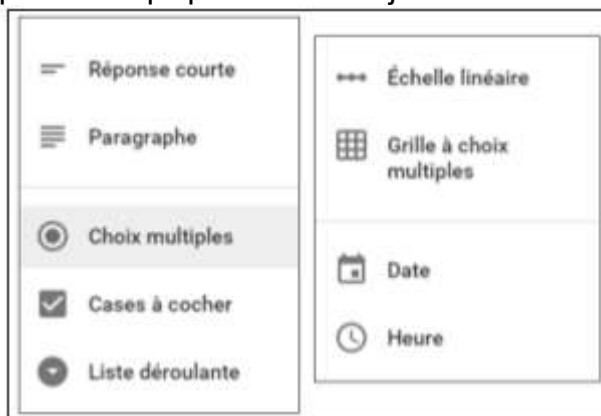 Réponse courte
Paragraphe
Choix multiples
Cases à cocher
Liste déroulante
Échelle linéaire
Grille à choix
multiples
Date
Heure